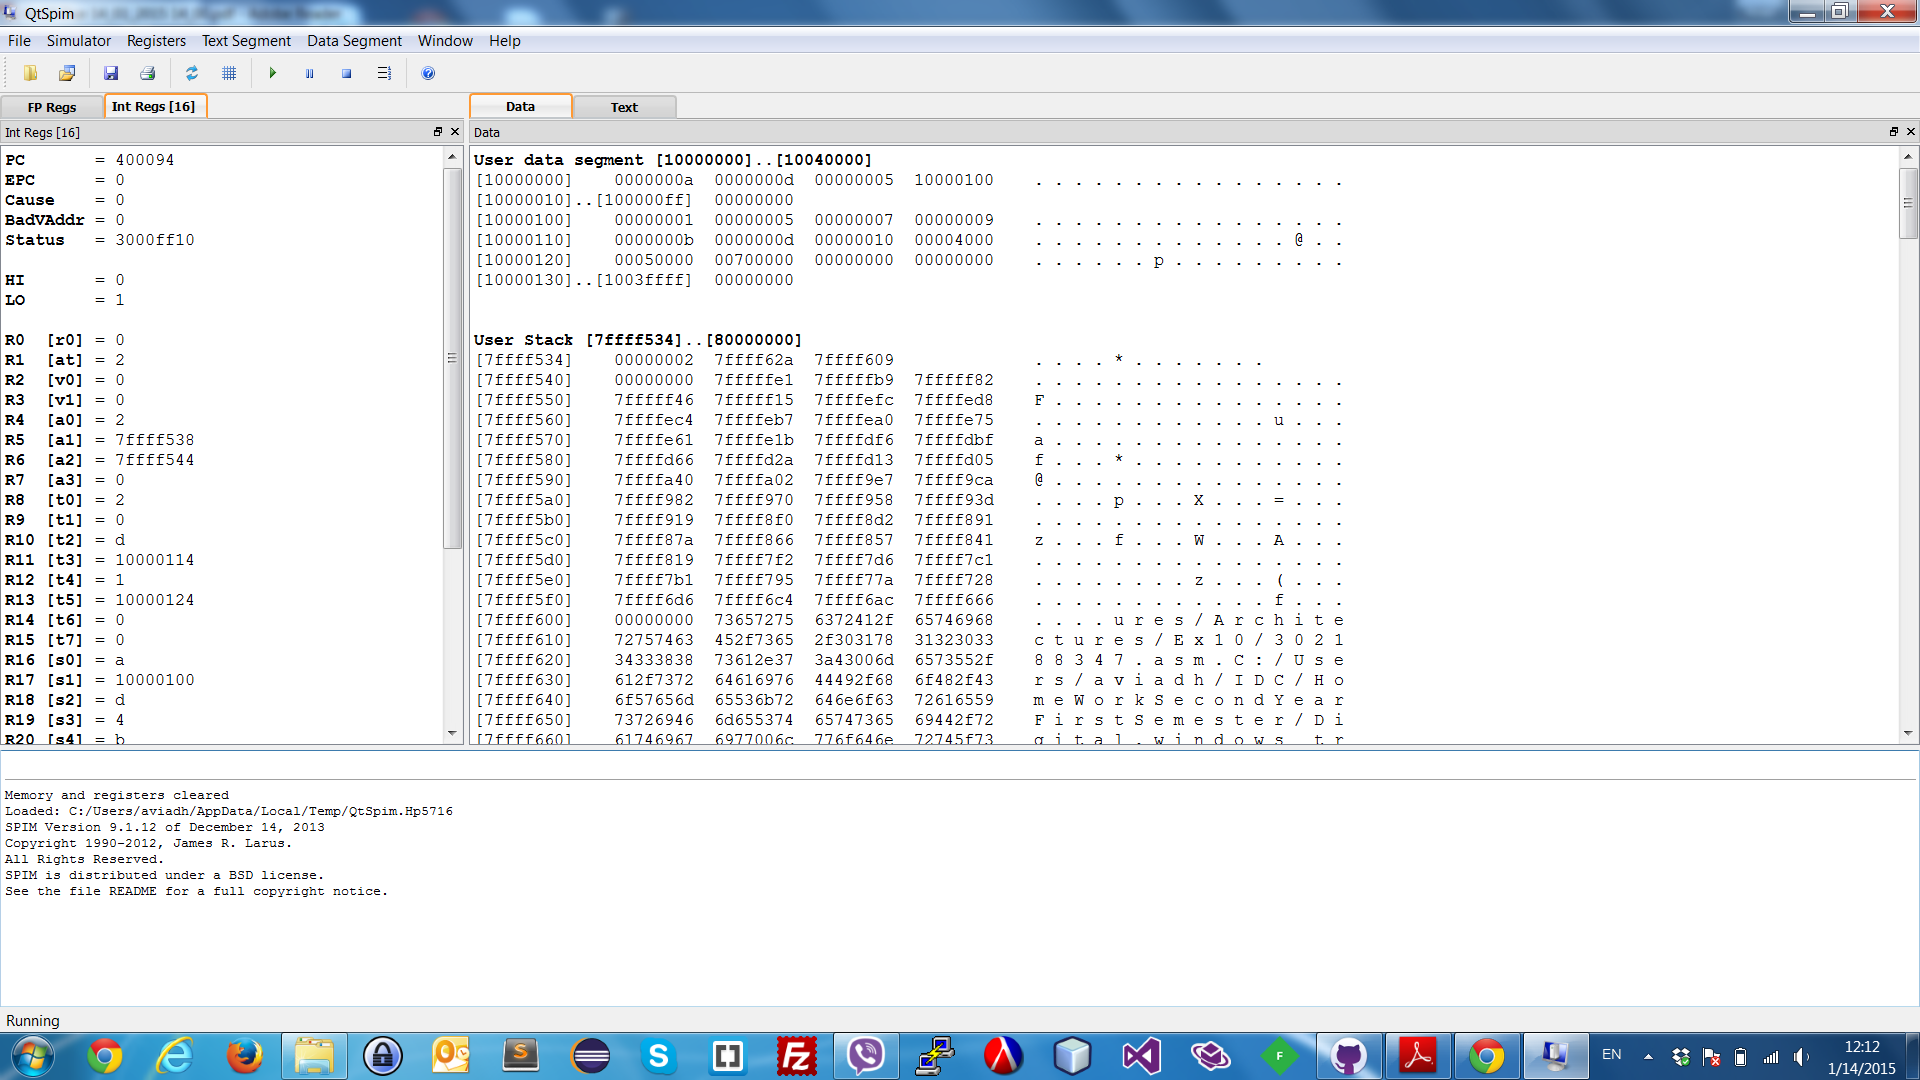 QtSpim
File Simulator Registers Text Segment Data Segment Window Help
FP Regs Int Regs [16] Data Text
Int Regs [16]
PC = 400094
EPC = 0
Cause = 0
BadVAddr = 0
Status = 3000ff10
HI = 0
LO = 1
R0 [r0] = 0
R1 [at] = 2
R2 [v0] = 0
R3 [v1] = 0
R4 [a0] = 2
R5 [a1] = 7ffff538
R6 [a2] = 7ffff544
R7 [a3] = 0
R8 [t0] = 2
R9 [t1] = 0
R10 [t2] = d
R11 [t3] = 10000114
R12 [t4] = 1
R13 [t5] = 10000124
R14 [t6] = 0
R15 [t7] = 0
R16 [s0] = a
R17 [s1] = 10000100
R18 [s2] = d
R19 [s3] = 4
R20 [s4] = b
Data
User data segment [10000000]..[10040000]
[10000000] 0000000a 0000000d 00000005 10000100 . . . . . . . . . . . . . . . .
[10000010]..[100000ff] 00000000
[10000100] 00000001 00000005 00000007 00000009 . . . . . . . . . . . . . . . .
[10000110] 0000000b 0000000d 00000010 00004000 . . . . . . . . . . . . . @ . .
[10000120] 00050000 00700000 00000000 00000000 . . . . . . p . . . . . . . . .
[10000130]..[1003ffff] 00000000
User Stack [7ffff534]..[80000000]
[7ffff534] 00000002 7ffff62a 7ffff609 . . . . * . . . . . . .
[7ffff540] 00000000 7fffffe1 7fffffb9 7fffff82 . . . . . . . . . . . . . . . .
[7ffff550] 7fffff46 7fffff15 7ffffefc 7ffffed8 F . . . . . . . . . . . . . . .
[7ffff560] 7ffffec4 7ffffeb7 7ffffea0 7ffffe75 . . . . . . . . . . . . u . . .
[7ffff570] 7ffffe61 7ffffe1b 7ffffdf6 7ffffdbf a . . . . . . . . . . . . . . .
[7ffff580] 7ffffd66 7ffffd2a 7ffffd13 7ffffd05 f . . . * . . . . . . . . . . .
[7ffff590] 7ffffa40 7ffffa02 7ffff9e7 7ffff9ca @ . . . . . . . . . . . . . . .
[7ffff5a0] 7ffff982 7ffff970 7ffff958 7ffff93d . . . . p . . . X . . . = . . .
[7ffff5b0] 7ffff919 7ffff8f0 7ffff8d2 7ffff891 . . . . . . . . . . . . . . . .
[7ffff5c0] 7ffff87a 7ffff866 7ffff857 7ffff841 z . . . f . . . W . . . A . . .
[7ffff5d0] 7ffff819 7ffff7f2 7ffff7d6 7ffff7c1 . . . . . . . . . . . . . . . .
[7ffff5e0] 7ffff7b1 7ffff795 7ffff77a 7ffff728 . . . . . . . . z . . . ( . . .
[7ffff5f0] 7ffff6d6 7ffff6c4 7ffff6ac 7ffff666 . . . . . . . . . . . . f . . .
[7ffff600] 00000000 73657275 6372412f 65746968 . . . . u r e s / A r c h i t e
[7ffff610] 72757463 452f7365 2f303178 31323033 c t u r e s / E x 1 0 / 3 0 2 1
[7ffff620] 34333838 73612e37 3a43006d 6573552f 8 8 3 4 7 . a s m . C : / U s e
[7ffff630] 612f7372 64616976 44492f68 6f482f43 r s / a v i a d h / I D C / H o
[7ffff640] 6f57656d 65536b72 646e6f63 72616559 m e W o r k S e c o n d Y e a r
[7ffff650] 73726946 6d655374 65747365 69442f72 F i r s t S e m e s t e r / D i
[7ffff660] 61746967 6977006c 776f646e 72745f73 g i t a l . w i n d o w s _ t r
Memory and registers cleared
Loaded: C:/Users/aviadh/AppData/Local/Temp/QtSpim.Hp5716
SPIM Version 9.1.12 of December 14, 2013
Copyright 1990-2012, James R. Larus.
All Rights Reserved.
SPIM is distributed under a BSD license.
See the file README for a full copyright notice.
Running
EN
12:12
1/14/2015